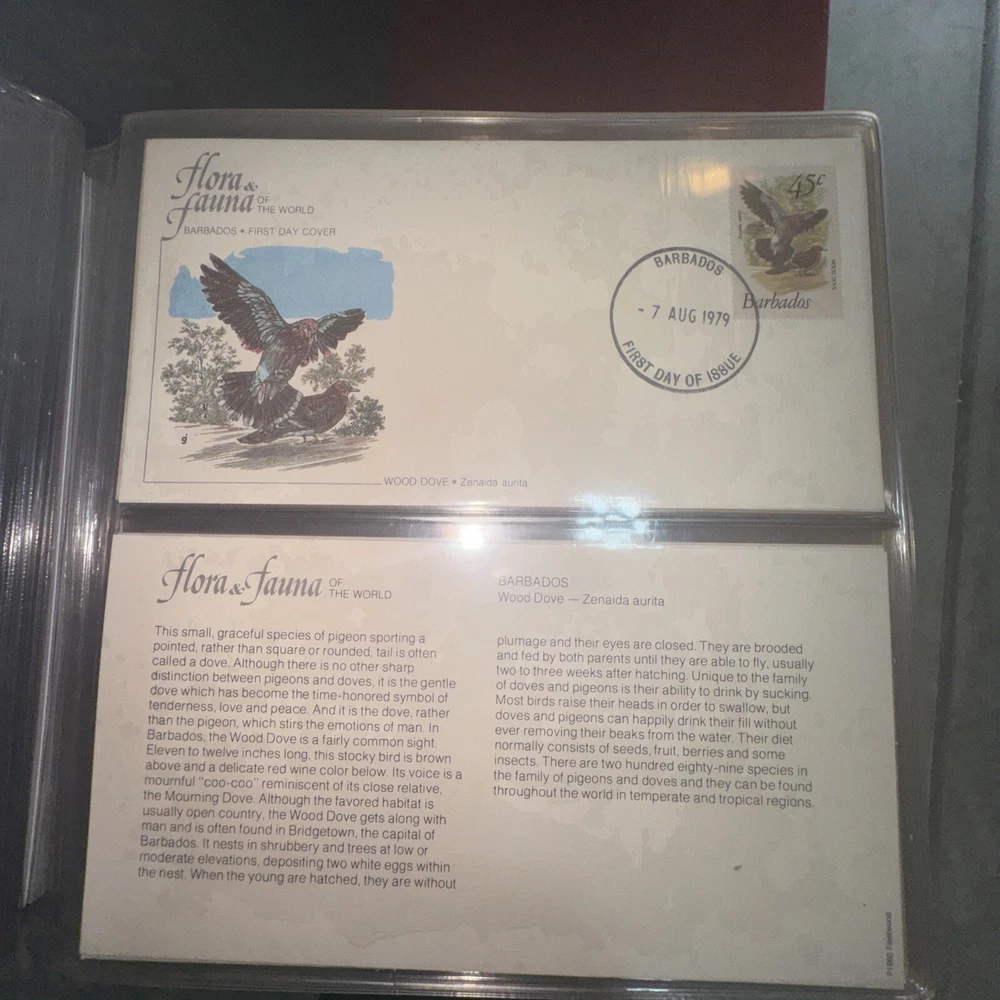 flora &
fauna OF
THE WORLD
BARBADOS • FIRST DAY COVER
45c
WOOD DOVE
Barbados
BARBADOS
- 7 AUG 1979
FIRST DAY OF ISSUE
gj
WOOD DOVE • Zenaida aurita
flora & fauna OF
THE WORLD
This small, graceful species of pigeon sporting a
pointed, rather than square or rounded, tail is often
called a dove. Although there is no other sharp
distinction between pigeons and doves, it is the gentle
dove which has become the time-honored symbol of
tenderness, love and peace. And it is the dove, rather
than the pigeon, which stirs the emotions of man. In
Barbados, the Wood Dove is a fairly common sight.
Eleven to twelve inches long, this stocky bird is brown
above and a delicate red wine color below. Its voice is a
mournful "coo-coo" reminiscent of its close relative,
the Mourning Dove. Although the favored habitat is
usually open country, the Wood Dove gets along with
man and is often found in Bridgetown, the capital of
Barbados. It nests in shrubbery and trees at low or
moderate elevations, depositing two white eggs within
the nest. When the young are hatched, they are without
BARBADOS
Wood Dove — Zenaida aurita
plumage and their eyes are closed. They are brooded
and fed by both parents until they are able to fly, usually
two to three weeks after hatching. Unique to the family
of doves and pigeons is their ability to drink by sucking.
Most birds raise their heads in order to swallow, but
doves and pigeons can happily drink their fill without
ever removing their beaks from the water. Their diet
normally consists of seeds, fruit, berries and some
insects. There are two hundred eighty-nine species in
the family of pigeons and doves and they can be found
throughout the world in temperate and tropical regions.
Fleetwood